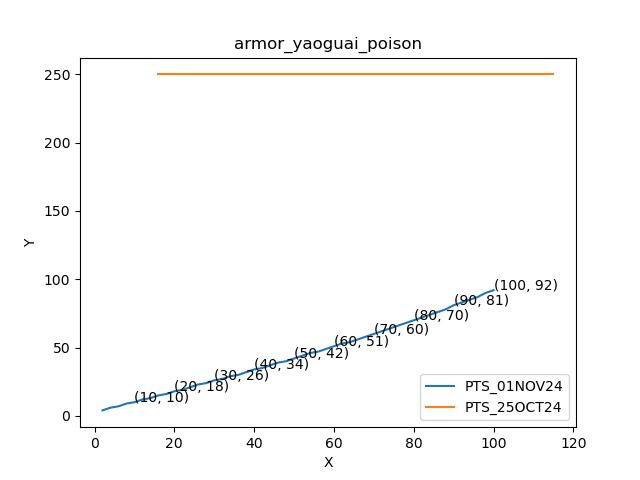 armor_yaoguai_poison
250
200
150
100
50
0
Y
(100, 92)
(90, 81)
(80, 70)
(70, 60)
(60, 51)
(50, 42)
(40, 34)
(30, 26)
(20, 18)
(10, 10)
PTS_01NOV24
PTS_25OCT24
0 20 40 60 80 100 120
X